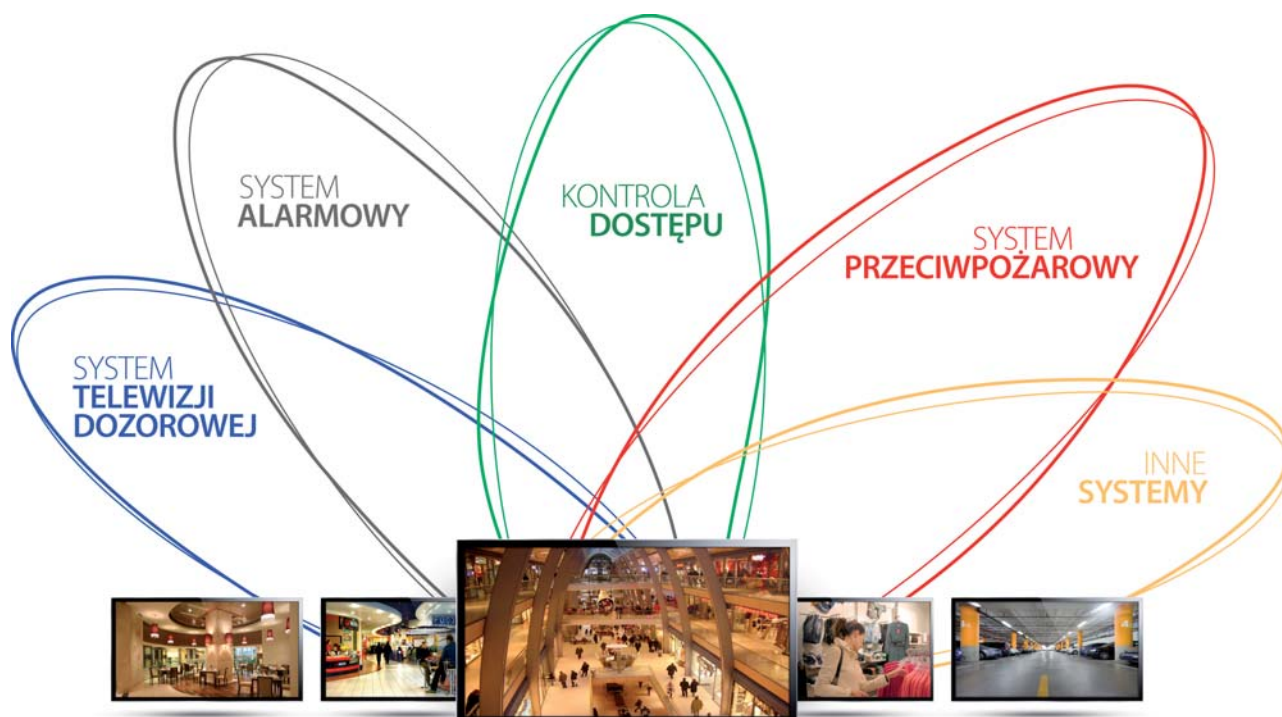 SYSTEM
ALARMOWY
KONTROLA
DOSTĘPU
SYSTEM
PRZECIWPOŻAROWY
SYSTEM
TELEWIZJI
DOZOROWEJ
INNE
SYSTEMY